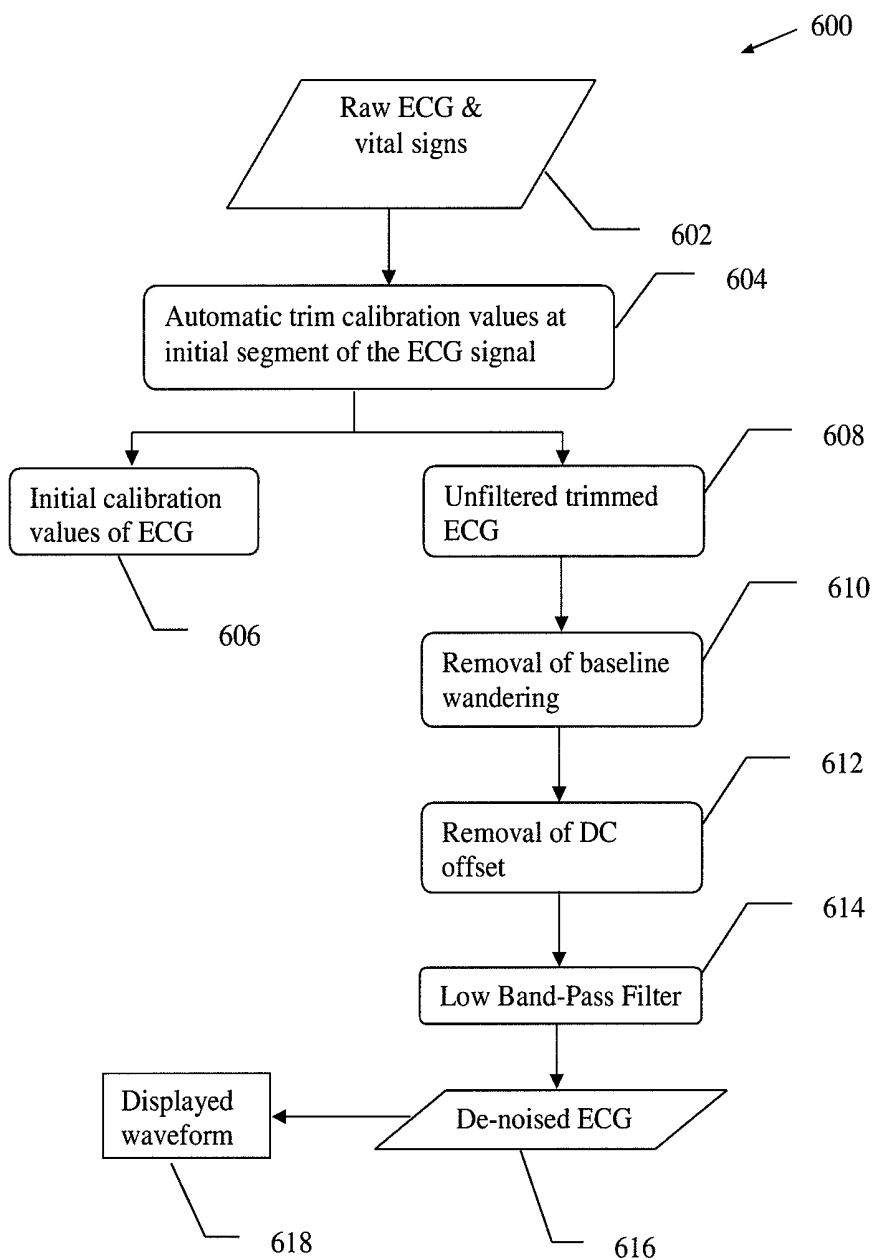 600
Raw ECG &
vital signs
602
604
Automatic trim calibration values at
initial segment of the ECG signal
608
Initial calibration
values of ECG
Unfiltered trimmed
ECG
606
610
Removal of baseline
wandering
612
Removal of DC
offset
614
Low Band-Pass Filter
Displayed
waveform
De-noised ECG
618
616